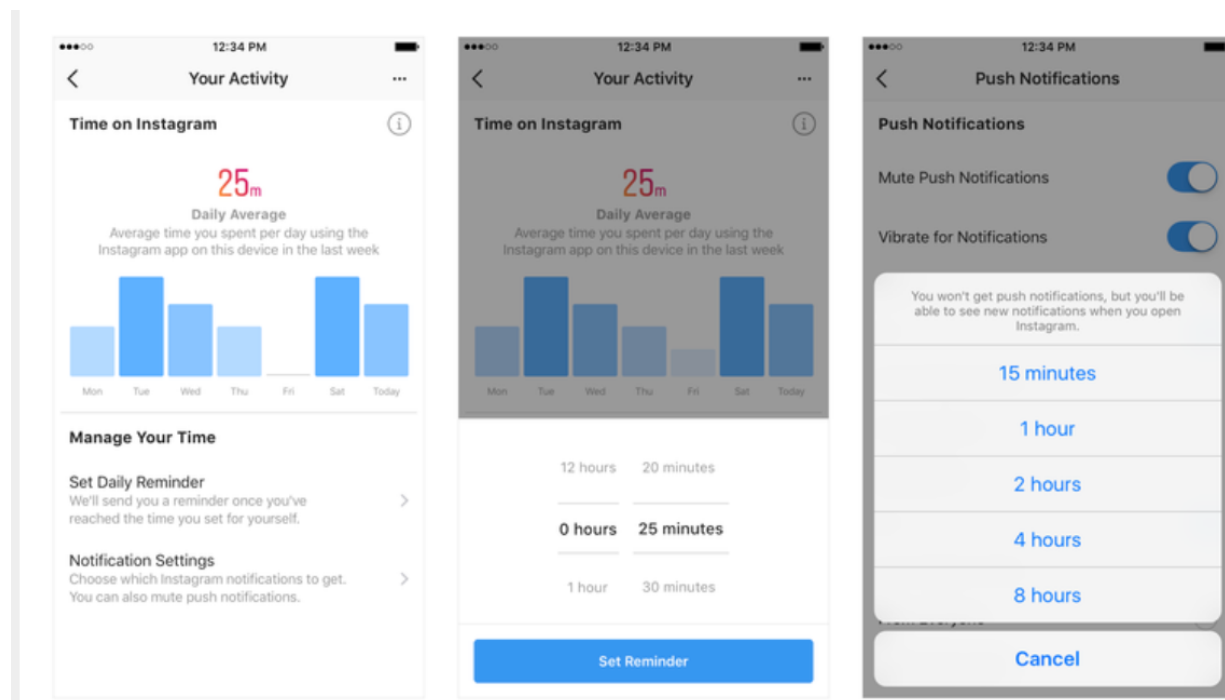 12:34 PM
Your Activity
Time on Instagram
25m
Daily Average
Average time you spent per day using the
Instagram app on this device in the last week
Mon Tue Wed Thu Fri Sat Today
Manage Your Time
Set Daily Reminder
We'll send you a reminder once you've
reached the time you set for yourself.
Notification Settings
Choose which Instagram notifications to get.
You can also mute push notifications.
12:34 PM
Your Activity
Time on Instagram
25m
Daily Average
Average time you spent per day using the
Instagram app on this device in the last week
Mon Tue Wed Thu Fri Sat Today
12 hours 20 minutes
0 hours 25 minutes
1 hour 30 minutes
Set Reminder
12:34 PM
Push Notifications
Push Notifications
Mute Push Notifications
Vibrate for Notifications
You won't get push notifications, but you'll be
able to see new notifications when you open
Instagram.
15 minutes
1 hour
2 hours
4 hours
8 hours
Cancel